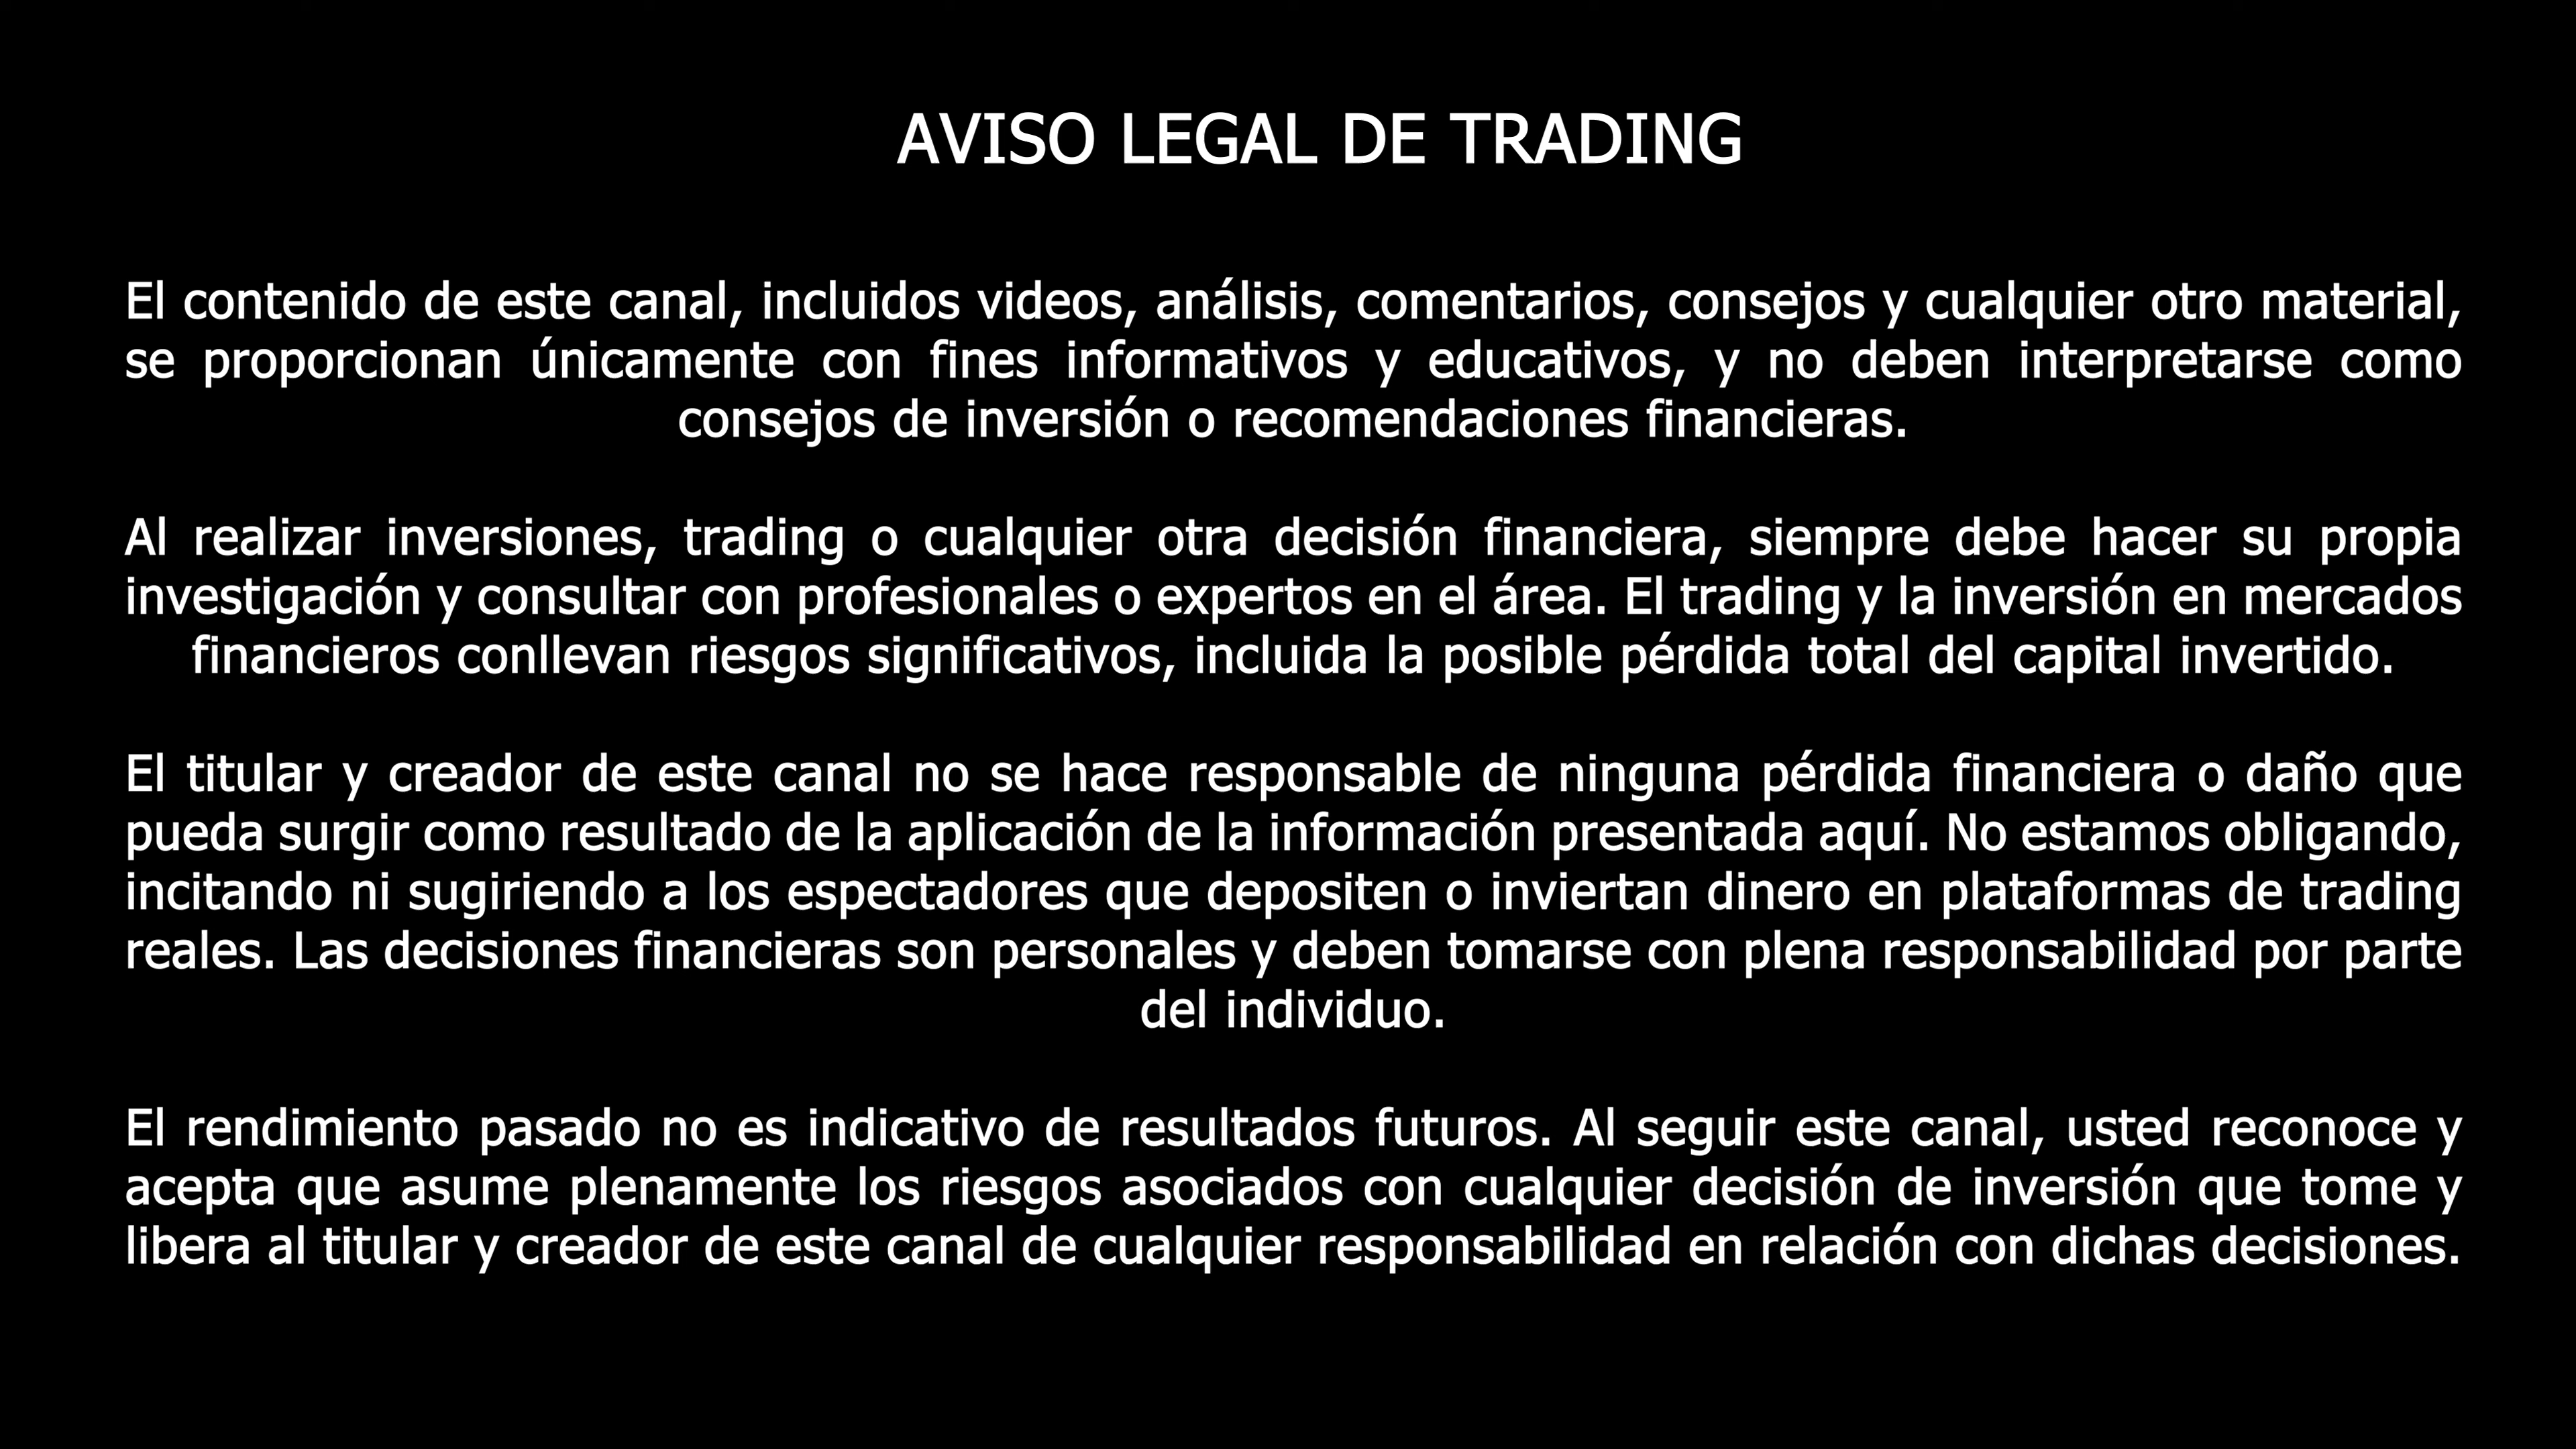 AVISO LEGAL DE TRADING
El contenido de este canal, incluidos videos, análisis, comentarios, consejos y cualquier otro material,
se proporcionan únicamente con fines informativos y educativos, y no deben interpretarse como
consejos de inversión o recomendaciones financieras.
Al realizar inversiones, trading o cualquier otra decisión financiera, siempre debe hacer su propia
investigación y consultar con profesionales o expertos en el área. El trading y la inversión en mercados
financieros conllevan riesgos significativos, incluida la posible pérdida total del capital invertido.
El titular y creador de este canal no se hace responsable de ninguna pérdida financiera o daño que
pueda surgir como resultado de la aplicación de la información presentada aquí. No estamos obligando,
incitando ni sugiriendo a los espectadores que depositen o inviertan dinero en plataformas de trading
reales. Las decisiones financieras son personales y deben tomarse con plena responsabilidad por parte
del individuo.
El rendimiento pasado no es indicativo de resultados futuros. Al seguir este canal, usted reconoce y
acepta que asume plenamente los riesgos asociados con cualquier decisión de inversión que tome y
libera al titular y creador de este canal de cualquier responsabilidad en relación con dichas decisiones.